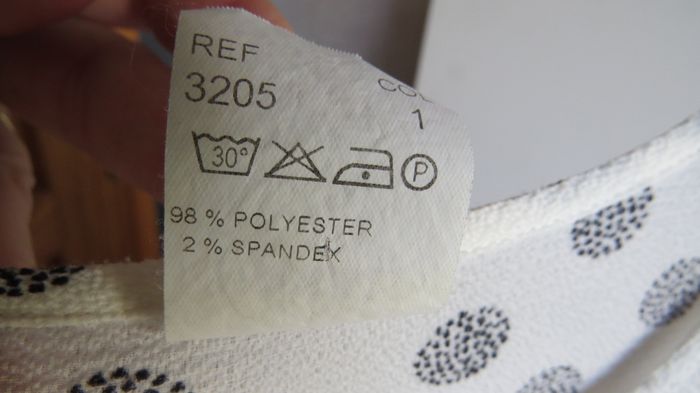 REF
3205
1
30°
P
98 % POLYESTER
2 % SPANDEX